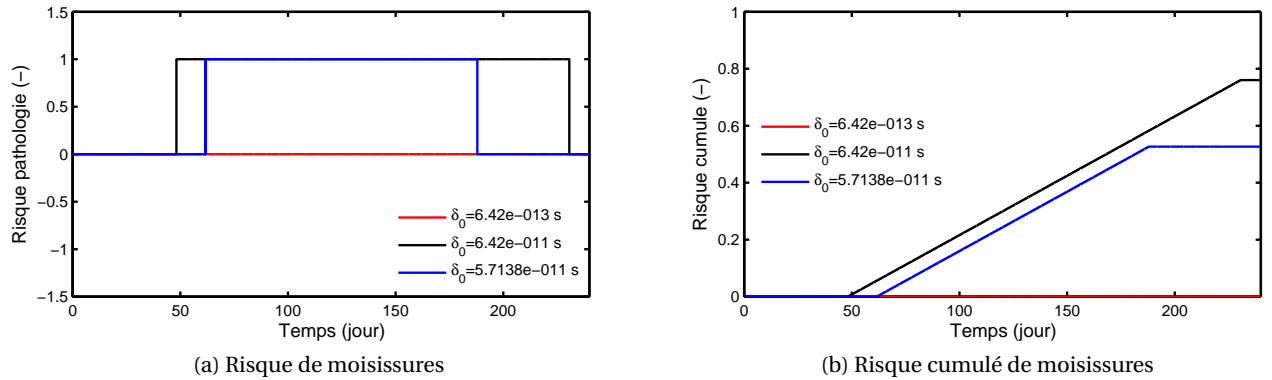 1.5
1
0.5
0
−0.5
−1
−1.5
Risque pathologie (−)
0
50
100
150
200
Temps (jour)
δ0=6.42e−013 s
δ0=6.42e−011 s
δ0=5.7138e−011 s
(a) Risque de moisissures
1
0.8
0.6
0.4
0.2
0
Risque cumule (−)
0
50
100
150
200
Temps (jour)
δ0=6.42e−013 s
δ0=6.42e−011 s
δ0=5.7138e−011 s
(b) Risque cumulé de moisissures